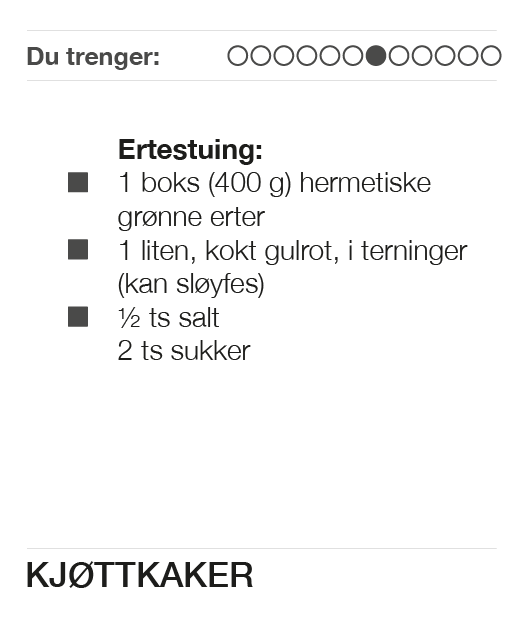 Du trenger:
Ertestuing:
1 boks (400 g) hermetiske
grønne erter
1 liten, kokt gulrot, i terninger
(kan sløyfes)
½ ts salt
2 ts sukker
KJØTTKAKER